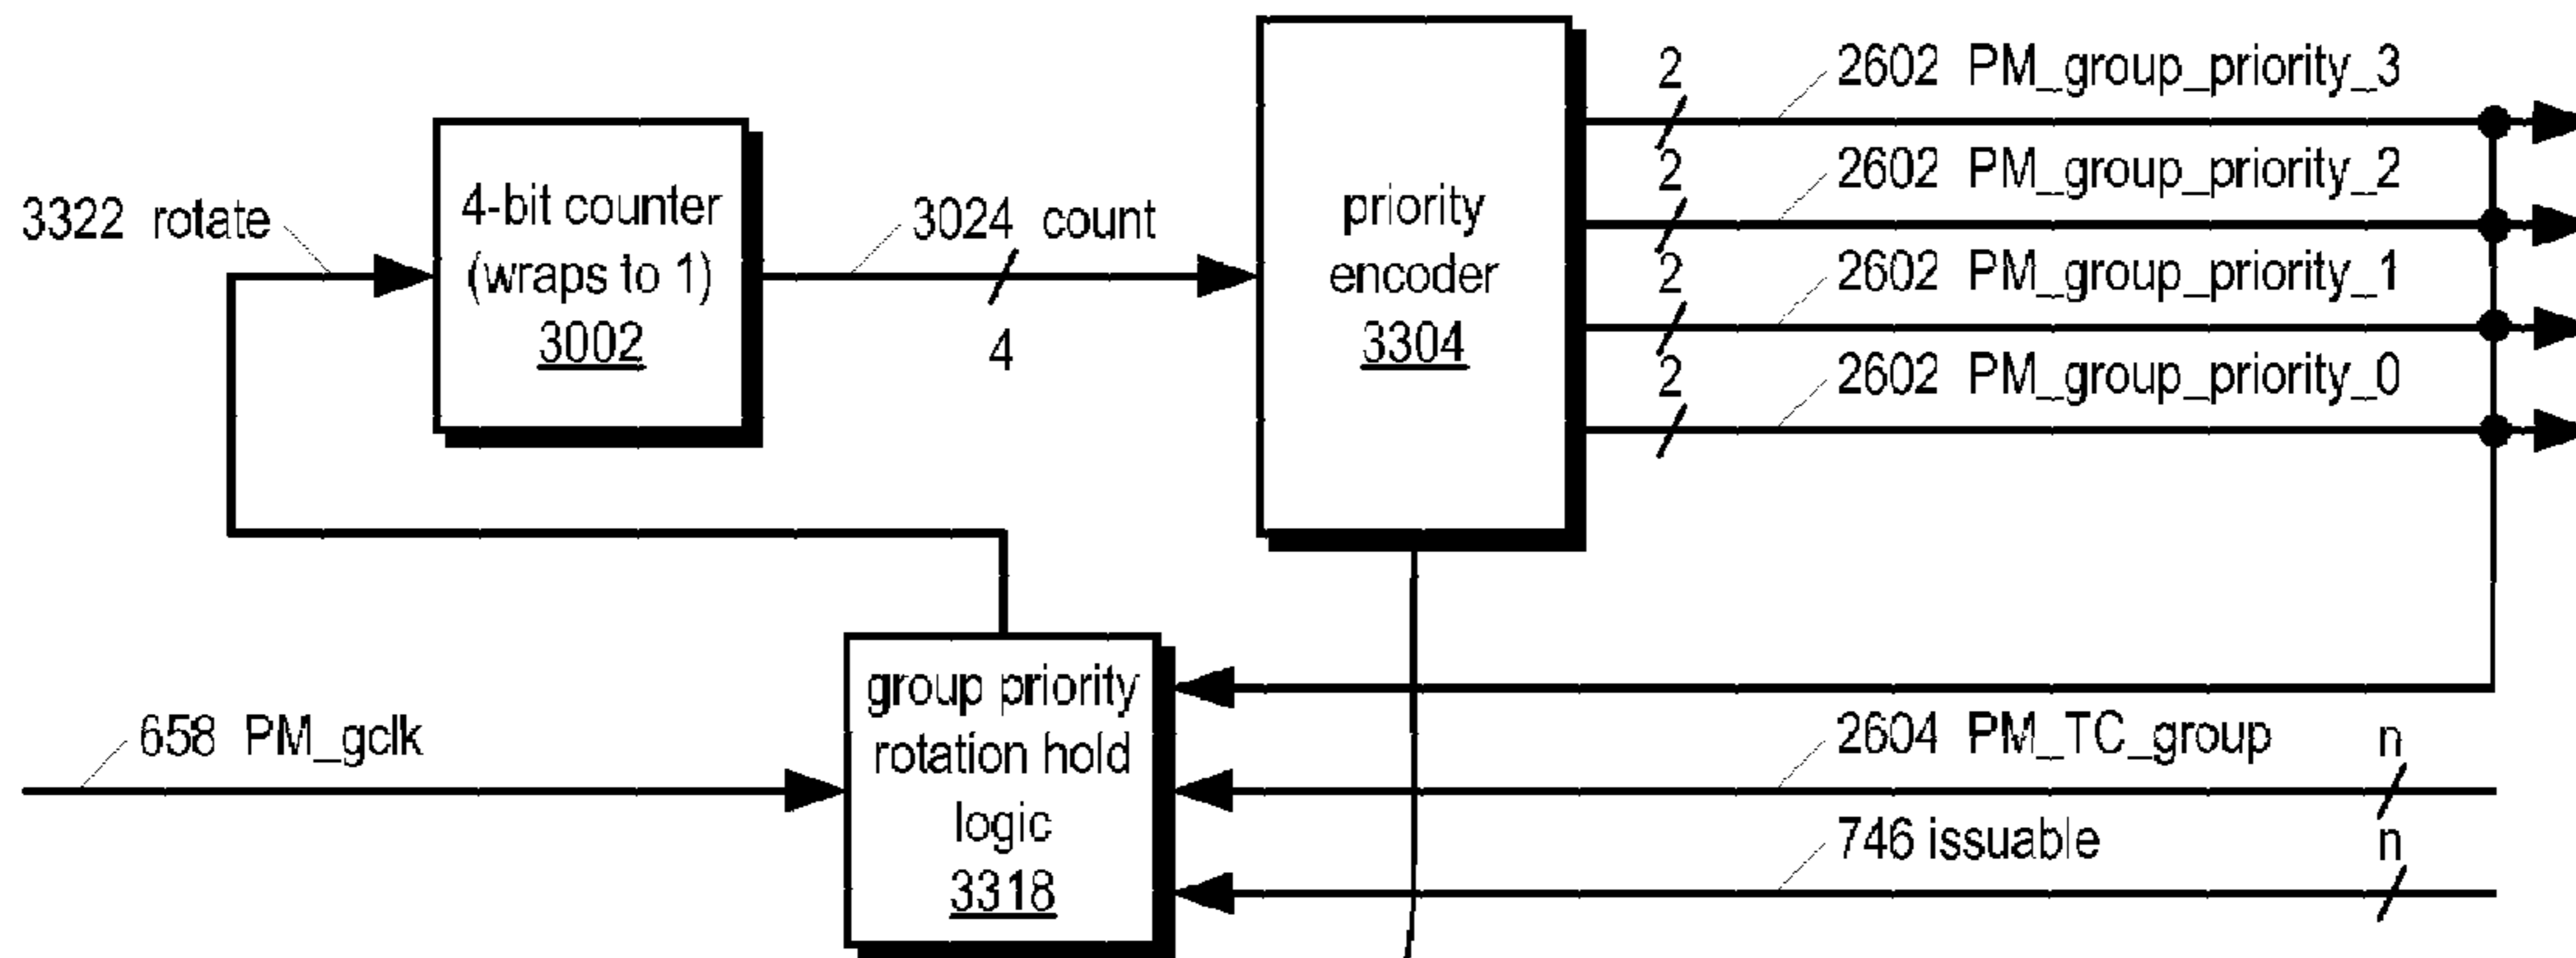 2
2602 PM_group_priority_3
2
2602 PM_group_priority_2
2
2602 PM_group_priority_1
2
2602 PM_group_priority_0
3322 rotate
4-bit counter
(wraps to 1)
3002
3024 count
4
priority
encoder
3304
group priority
rotation hold
logic
3318
658 PM_gclk
2604 PM_TC_group
n
746 issuable
n